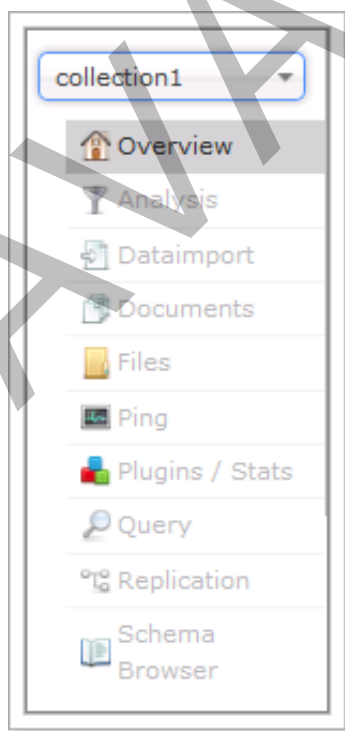 collection1
Overview
Analysis
Dataimport
Documents
Files
Ping
Plugins / Stats
Query
Replication
Schema
Browser